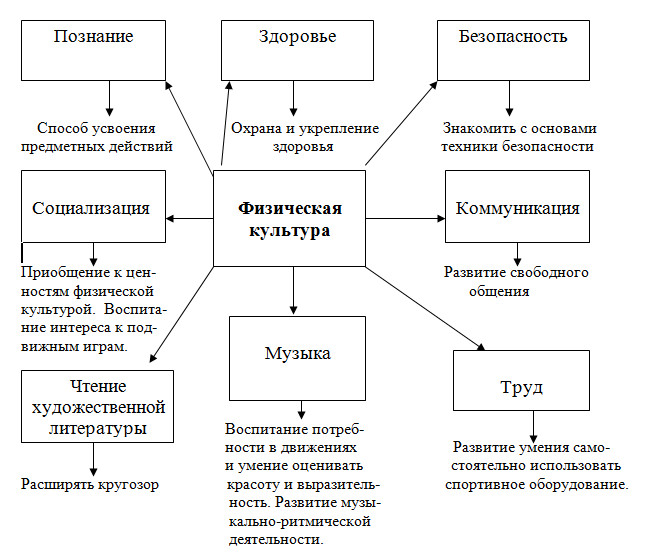 Познание
Здоровье
Безопасность
Способ усвоения
предметных действий
Охрана и укрепление
здоровья
Знакомить с основами
техники безопасности
Социализация
Физическая
культура
Коммуникация
Приобщение к цен-
ностям физической
культурой. Воспита-
ние интереса к под-
вижным играм.
Развитие свободного
общения
Музыка
Чтение
художественной
литературы
Труд
Расширять кругозор
Воспитание потреб-
ности в движениях
и умение оценивать
красоту и выразитель-
ность. Развитие музы-
кально-ритмической
деятельности.
Развитие умения само-
стоятельно использовать
спортивное оборудование.